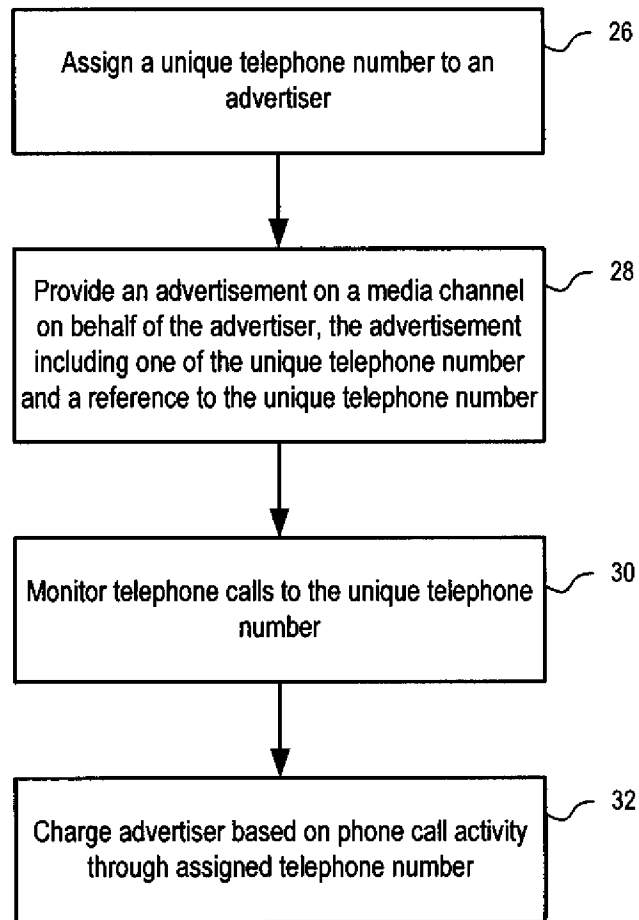 26
Assign a unique telephone number to an
advertiser
28
Provide an advertisement on a media channel
on behalf of the advertiser, the advertisement
including one of the unique telephone number
and a reference to the unique telephone number
30
Monitor telephone calls to the unique telephone
number
32
Charge advertiser based on phone call activity
through assigned telephone number